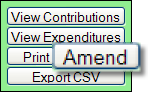 View Contributions
View Expenditures
Print
Amend
Export CSV